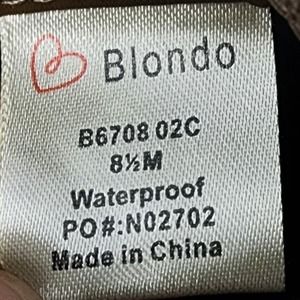 Blondo
B6708 02C
8½M
Waterproof
PO#:N02702
Made in China